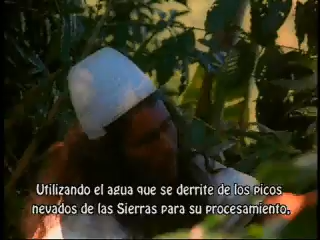 Utilizando el agua que se derrite de los picos
nevados de las Sierras para su procesamiento.